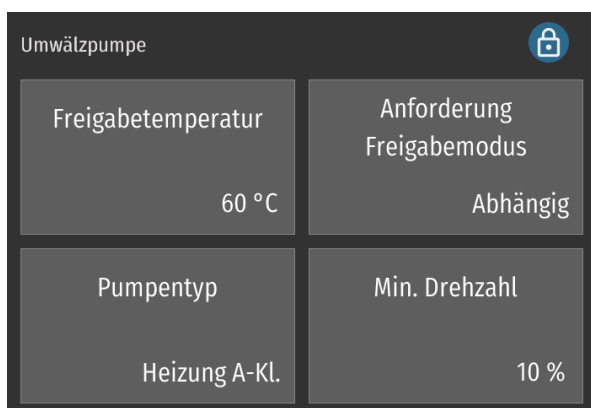 Umwälzpumpe
Freigabetemperatur
60 °C
Anforderung
Freigabemodus
Abhängig
Pumpentyp
Heizung A-Kl.
Min. Drehzahl
10 %